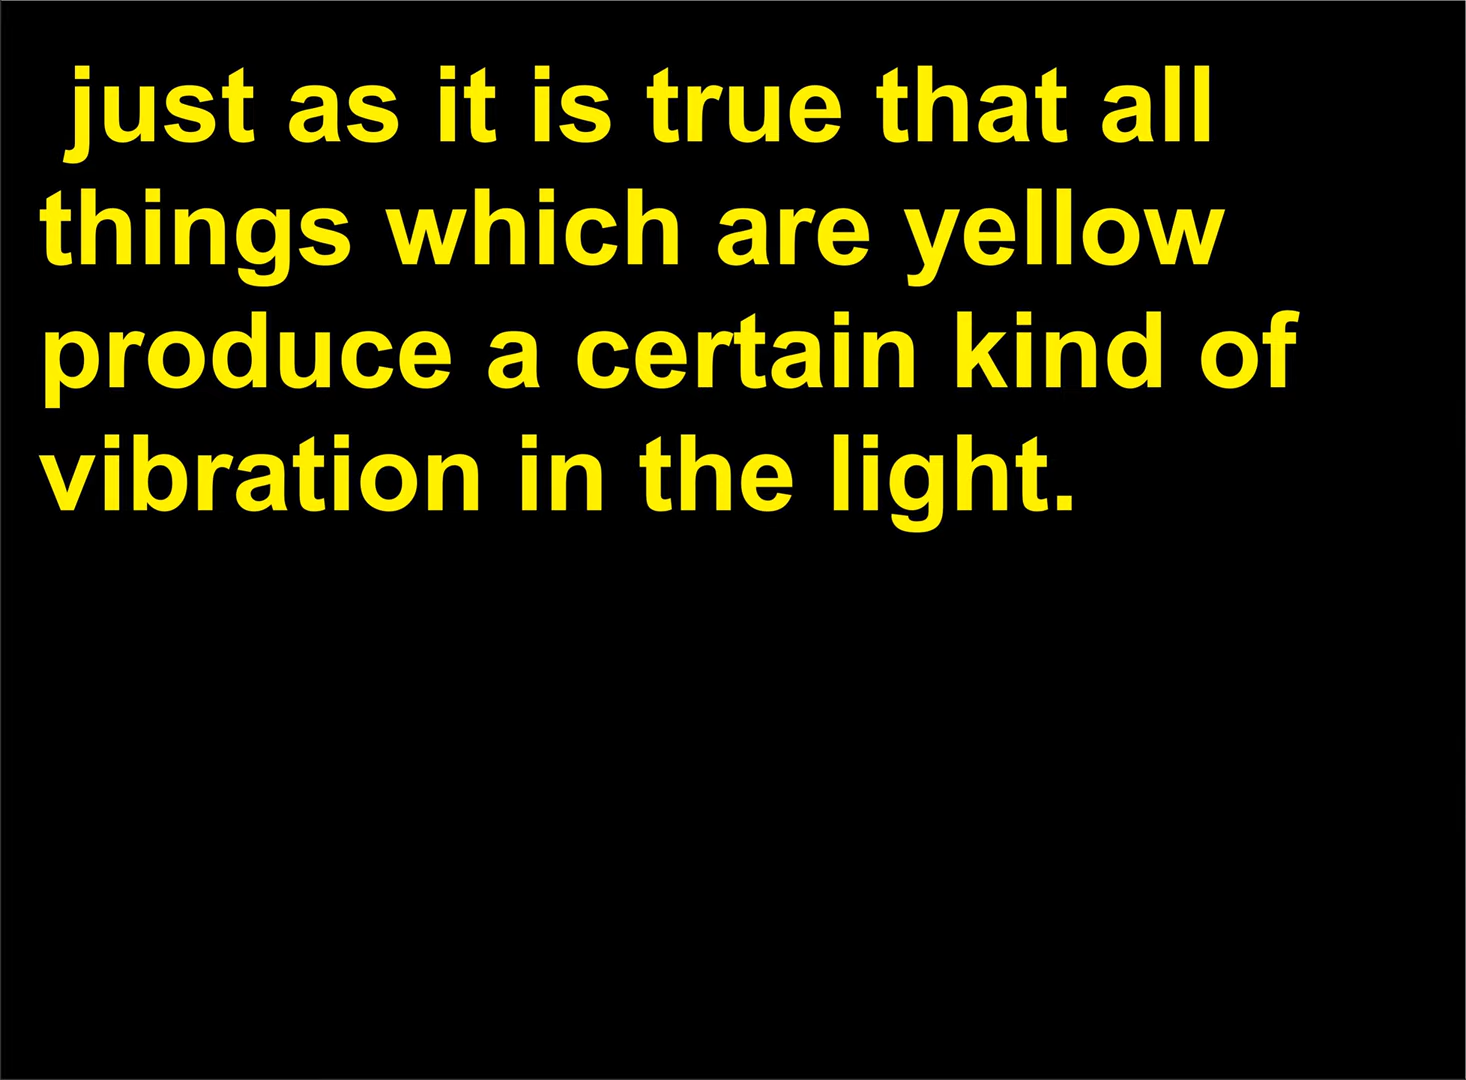 just as it is true that all
things which are yellow
produce a certain kind of
vibration in the light.